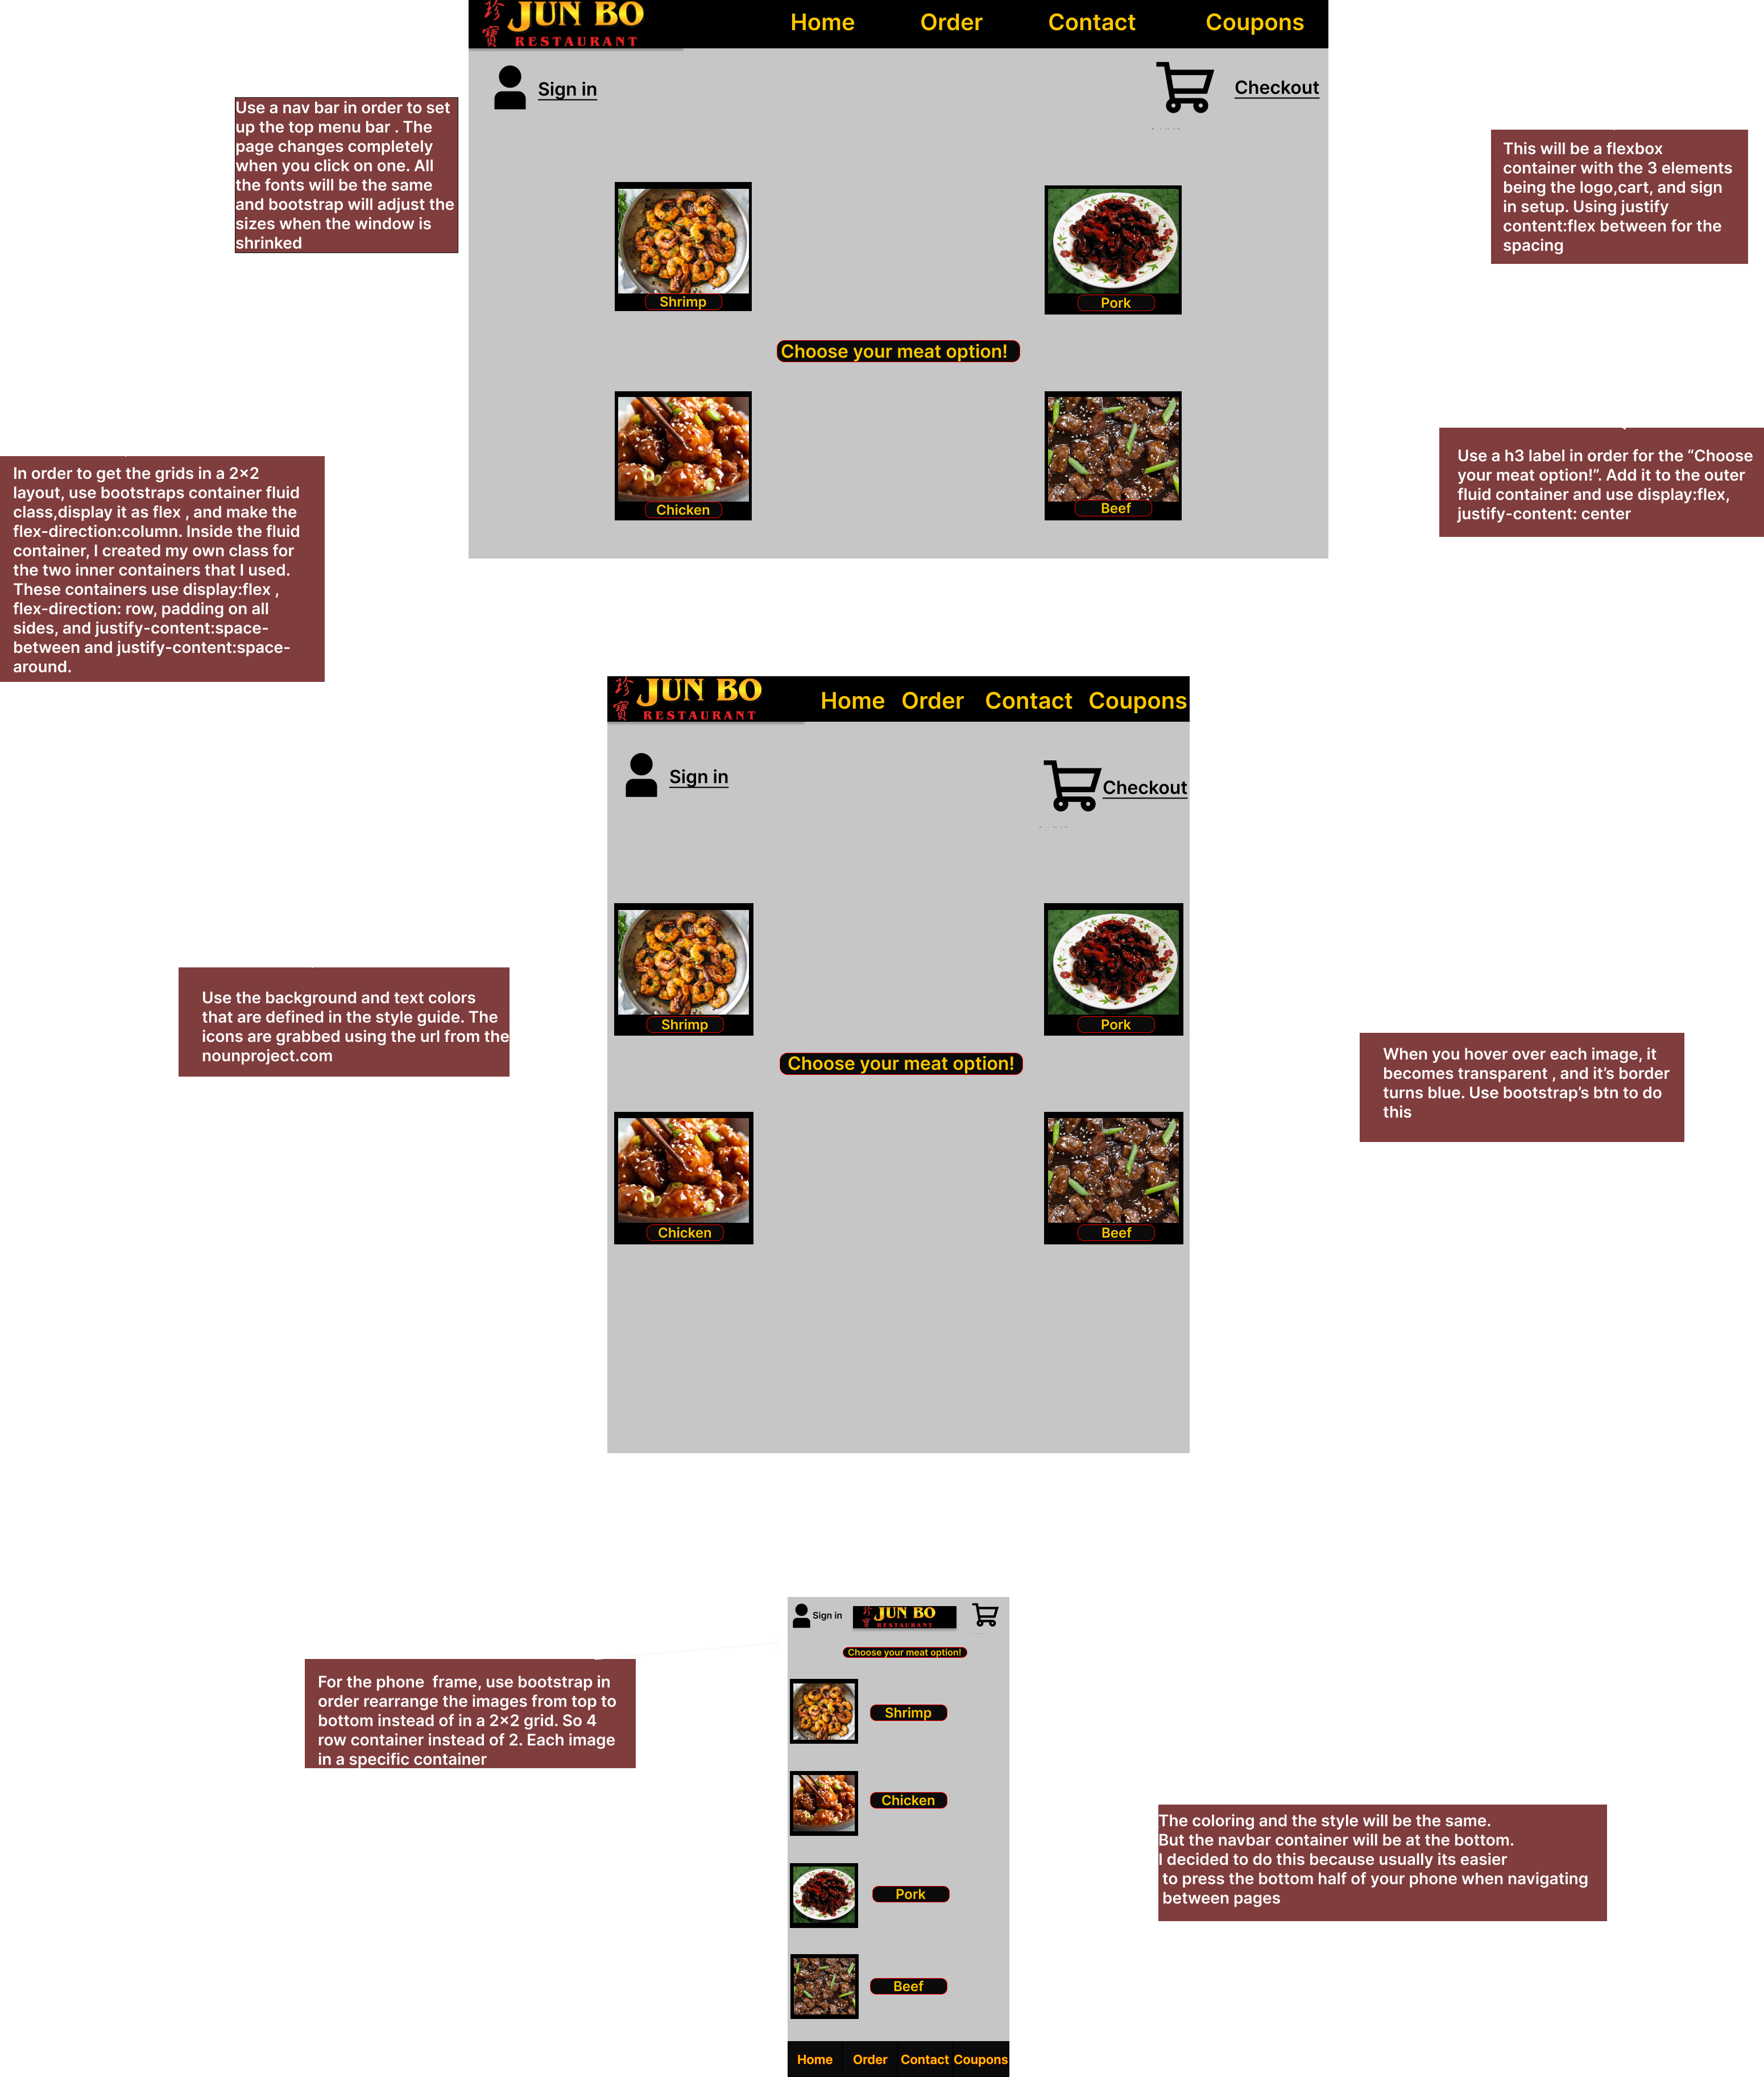 珍寶
JUN BO
RESTAURANT
Home Order Contact Coupons
Sign in
Checkout
Use a nav bar in order to set
up the top menu bar . The
page changes completely
when you click on one. All
the fonts will be the same
and bootstrap will adjust the
sizes when the window is
shrinked
This will be a flexbox
container with the 3 elements
being the logo,cart, and sign
in setup. Using justify
content:flex between for the
spacing
Shrimp
Pork
Choose your meat option!
Chicken
Beef
In order to get the grids in a 2x2
layout, use bootstraps container fluid
class,display it as flex , and make the
flex-direction:column. Inside the fluid
container, I created my own class for
the two inner containers that I used.
These containers use display:flex ,
flex-direction: row, padding on all
sides, and justify-content:space-
between and justify-content:space-
around.
Use a h3 label in order for the “Choose
your meat option!”. Add it to the outer
fluid container and use display:flex,
justify-content: center
珍寶
JUN BO
RESTAURANT
Home Order Contact Coupons
Sign in
Checkout
Shrimp
Pork
Choose your meat option!
Chicken
Beef
Use the background and text colors
that are defined in the style guide. The
icons are grabbed using the url from the
nounproject.com
When you hover over each image, it
becomes transparent , and it’s border
turns blue. Use bootstrap’s btn to do
this
Sign in
珍寶
JUN BO
RESTAURANT
Choose your meat option!
Shrimp
Chicken
Pork
Beef
Home Order Contact Coupons
For the phone  frame, use bootstrap in
order rearrange the images from top to
bottom instead of in a 2x2 grid. So 4
row container instead of 2. Each image
in a specific container
The coloring and the style will be the same.
But the navbar container will be at the bottom.
I decided to do this because usually its easier
to press the bottom half of your phone when navigating
between pages